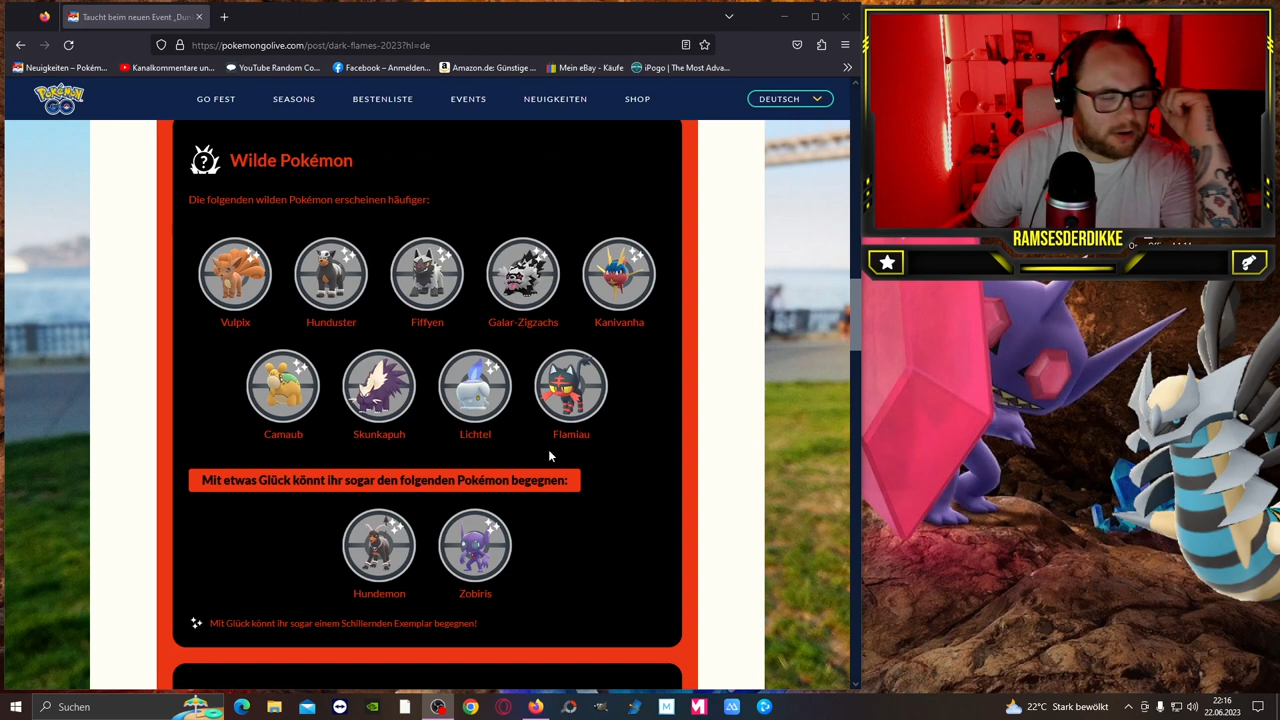 Taucht beim neuen Event „Dun
https://pokemongolive.com/post/dark-flames-2023?hl=de
Neuigkeiten – Pokém...
Kanalkommentare un...
YouTube Random Co...
Facebook – Anmelden...
Amazon.de: Günstige ...
Mein eBay - Käufe
iPogo | The Most Adva...
Pokémon GO
GO FEST
SEASONS
BESTENLISTE
EVENTS
NEUIGKEITEN
SHOP
DEUTSCH
Wilde Pokémon
Die folgenden wilden Pokémon erscheinen häufiger:
Vulpix
Hunduster
Fiffyen
Galar-Zigzachs
Kanivanha
Camaub
Skunkapuh
Lichtel
Flamiau
Mit etwas Glück könnt ihr sogar den folgenden Pokémon begegnen:
Hundemon
Zobiris
Mit Glück könnt ihr sogar einem Schillernden Exemplar begegnen!
RAMSESDERDIKKE
Suchen
22°C Stark bewölkt
22:16
22.06.2023